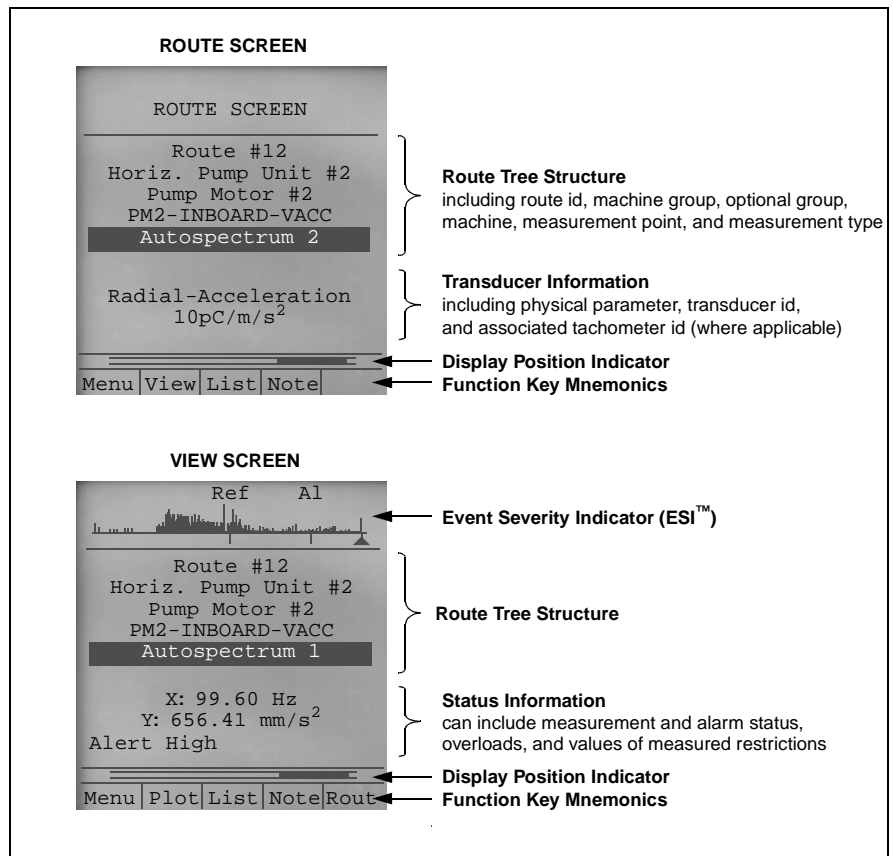 ROUTE SCREEN
ROUTE SCREEN
Route #12
Horiz. Pump Unit #2
Pump Motor #2
PM2-INBOARD-VACC
Autospectrum 2
Radial-Acceleration
10pC/m/s²
Menu View List Note
Route Tree Structure
including route id, machine group, optional group,
machine, measurement point, and measurement type
Transducer Information
including physical parameter, transducer id,
and associated tachometer id (where applicable)
Display Position Indicator
Function Key Mnemonics
VIEW SCREEN
Ref Al
Route #12
Horiz. Pump Unit #2
Pump Motor #2
PM2-INBOARD-VACC
Autospectrum 1
X: 99.60 Hz
Y: 656.41 mm/s²
Alert High
Menu Plot List Note Rout
Event Severity Indicator (ESI™)
Route Tree Structure
Status Information
can include measurement and alarm status,
overloads, and values of measured restrictions
Display Position Indicator
Function Key Mnemonics